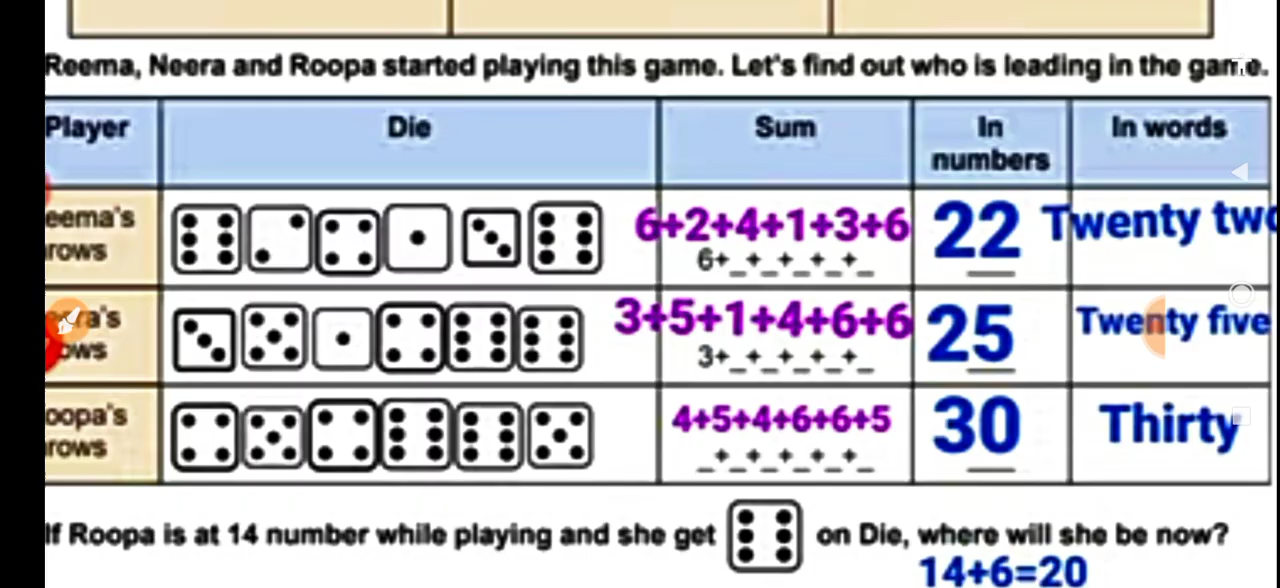 Reema, Neera and Roopa started playing this game. Let's find out who is leading in the game.
Player Die Sum In numbers In words
eema's rows 6+2+4+1+3+6 22 Twenty two
6+_+_+_+_+_
era's ows 3+5+1+4+6+6 25 Twenty five
3+_+_+_+_+_
oopa's rows 4+5+4+6+6+5 30 Thirty
_+_+_+_+_+_
If Roopa is at 14 number while playing and she get on Die, where will she be now?
14+6=20